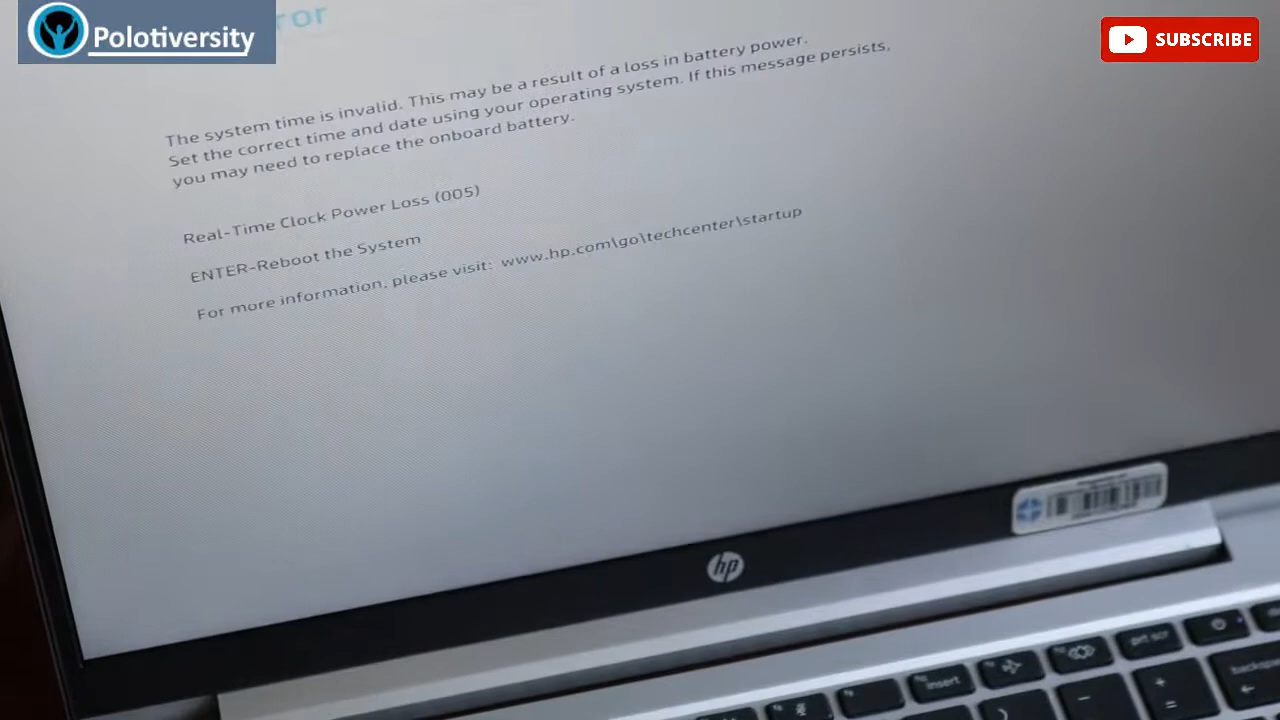 Polotiversity
SUBSCRIBE
The system time is invalid. This may be a result of a loss in battery power.
Set the correct time and date using your operating system. If this message persists,
you may need to replace the onboard battery.
Real-Time Clock Power Loss (005)
ENTER-Reboot the System
For more information, please visit: www.hp.com\go\techcenter\startup
hp
insert
prt scr
backspa